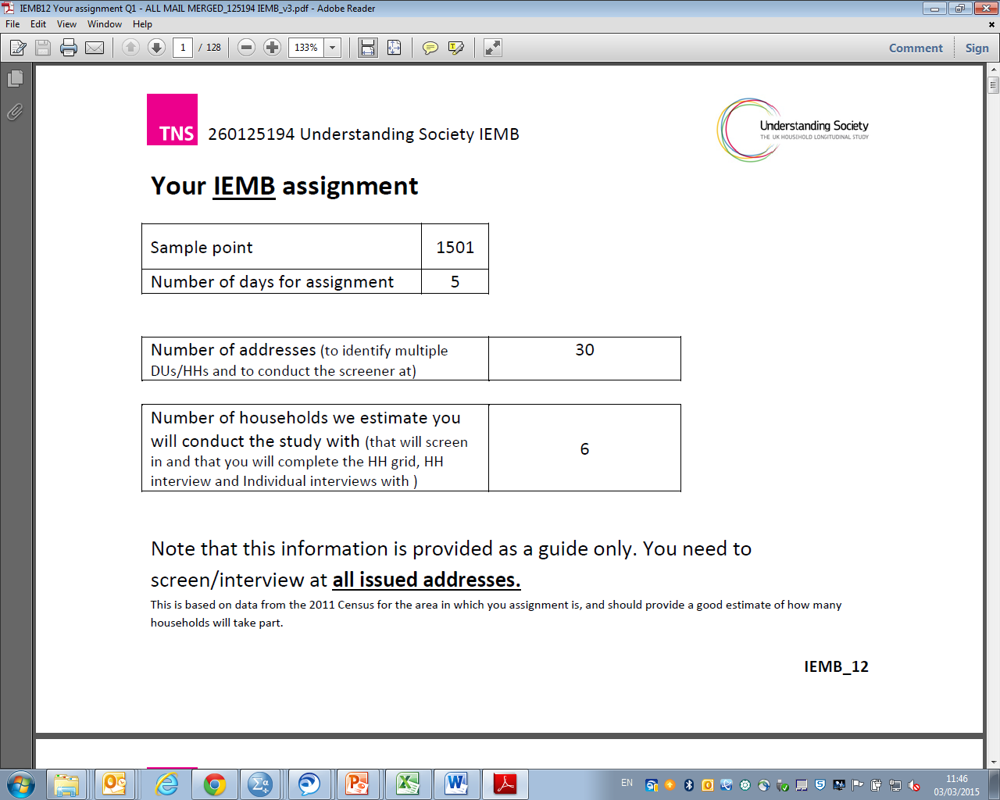 IEMB12 Your assignment Q1 - ALL MAIL MERGED_125194 IEMB_v3.pdf - Adobe Reader
File Edit View Window Help
1 / 128 133% Comment Sign
TNS 260125194 Understanding Society IEMB
Understanding Society
THE UK HOUSEHOLD LONGITUDINAL STUDY
Your IEMB assignment
Sample point 1501
Number of days for assignment 5
Number of addresses (to identify multiple 30
DUs/HHs and to conduct the screener at)
Number of households we estimate you
will conduct the study with (that will screen
6
in and that you will complete the HH grid, HH
interview and Individual interviews with )
Note that this information is provided as a guide only. You need to
screen/interview at all issued addresses.
This is based on data from the 2011 Census for the area in which you assignment is, and should provide a good estimate of how many
households will take part.
IEMB_12
EN 11:46
03/03/2015